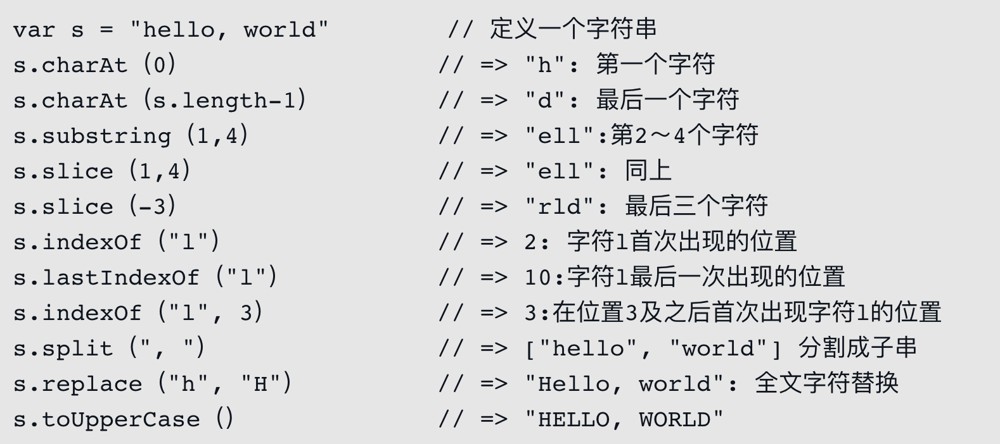 var s = "hello, world" // 定义一个字符串
s.charAt (0) // => "h": 第一个字符
s.charAt (s.length-1) // => "d": 最后一个字符
s.substring (1,4) // => "ell":第2～4个字符
s.slice (1,4) // => "ell": 同上
s.slice (-3) // => "rld": 最后三个字符
s.indexOf ("l") // => 2: 字符l首次出现的位置
s.lastIndexOf ("l") // => 10:字符l最后一次出现的位置
s.indexOf ("l", 3) // => 3:在位置3及之后首次出现字符l的位置
s.split (", ") // => ["hello", "world"] 分割成子串
s.replace ("h", "H") // => "Hello, world": 全文字符替换
s.toUpperCase () // => "HELLO, WORLD"